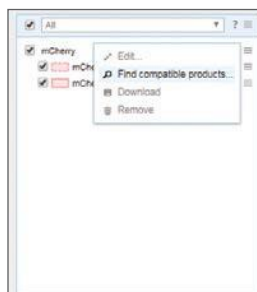 All ?
mCherry
Edit...
mChe
Find compatible products...
mChe
Download
Remove